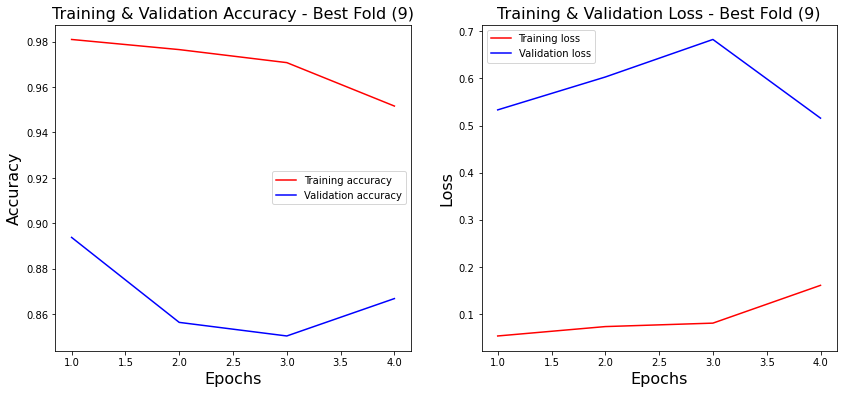 Training & Validation Accuracy - Best Fold (9)
0.98
0.96
0.94
0.92
0.90
0.88
0.86
Accuracy
Training accuracy
Validation accuracy
1.0 1.5 2.0 2.5 3.0 3.5 4.0
Epochs
Training & Validation Loss - Best Fold (9)
Training loss
Validation loss
0.7
0.6
0.5
0.4
0.3
0.2
0.1
Loss
1.0 1.5 2.0 2.5 3.0 3.5 4.0
Epochs